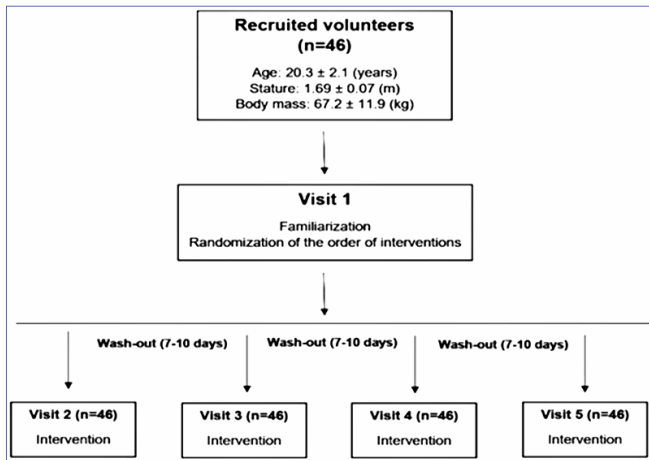 Recruited volunteers
(n=46)
Age: 20.3 ± 2.1 (years)
Stature: 1.69 ± 0.07 (m)
Body mass: 67.2 ± 11.9 (kg)
Visit 1
Familiarization
Randomization of the order of interventions
Wash-out (7-10 days)
Wash-out (7-10 days)
Wash-out (7-10 days)
Visit 2 (n=46)
Intervention
Visit 3 (n=46)
Intervention
Visit 4 (n=46)
Intervention
Visit 5 (n=46)
Intervention